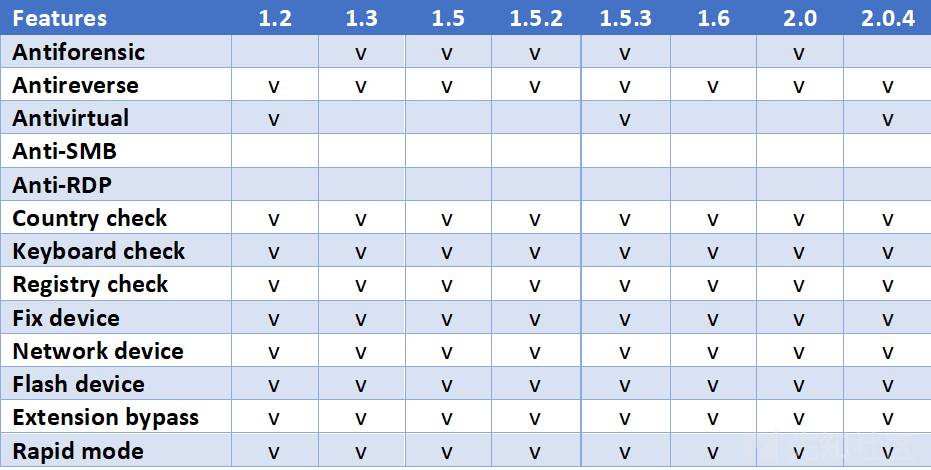 Features 1.2 1.3 1.5 1.5.2 1.5.3 1.6 2.0 2.0.4
Antiforensic v v v v v
Antireverse v v v v v v v v
Antivirtual v v v
Anti-SMB
Anti-RDP
Country check v v v v v v v v
Keyboard check v v v v v v v v
Registry check v v v v v v v v
Fix device v v v v v v v v
Network device v v v v v v v v
Flash device v v v v v v v v
Extension bypass v v v v v v v v
Rapid mode v v v v v v v v